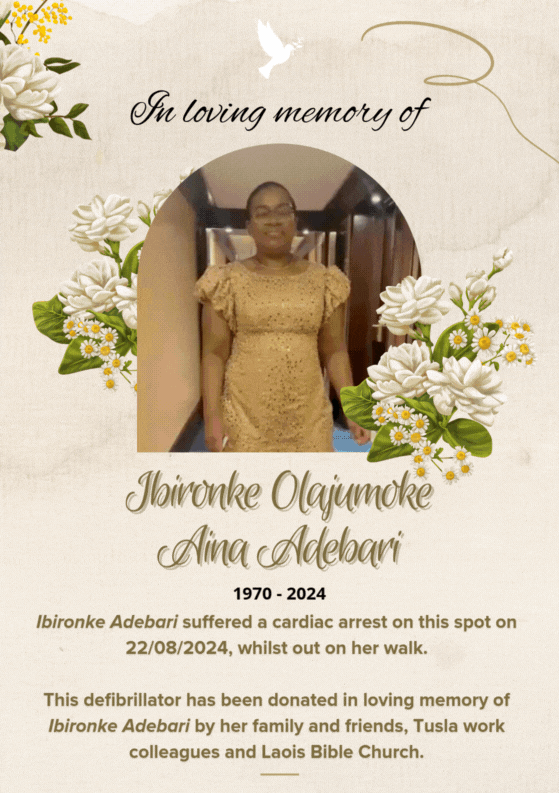 In loving memory of
Ibironke Olajumoke
Aina Adebari
1970 - 2024
Ibironke Adebari suffered a cardiac arrest on this spot on
22/08/2024, whilst out on her walk.
This defibrillator has been donated in loving memory of
Ibironke Adebari by her family and friends, Tusla work
colleagues and Laois Bible Church.